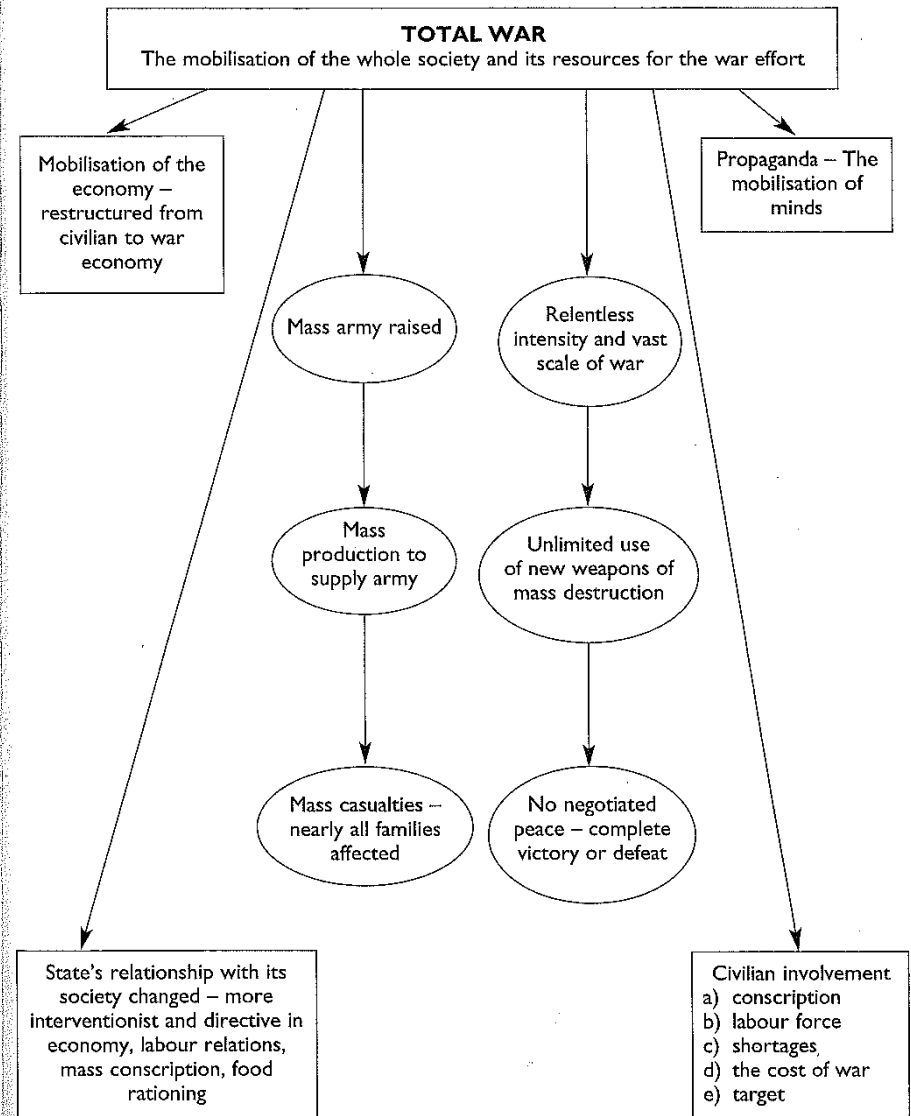 TOTAL WAR
The mobilisation of the whole society and its resources for the war effort
Mobilisation of the
economy –
restructured from
civilian to war
economy
Propaganda – The
mobilisation of
minds
Mass army raised
Relentless
intensity and vast
scale of war
Mass
production to
supply army
Unlimited use
of new weapons of
mass destruction
Mass casualties –
nearly all families
affected
No negotiated
peace – complete
victory or defeat
State's relationship with its
society changed – more
interventionist and directive in
economy, labour relations,
mass conscription, food
rationing
Civilian involvement
a) conscription
b) labour force
c) shortages
d) the cost of war
e) target